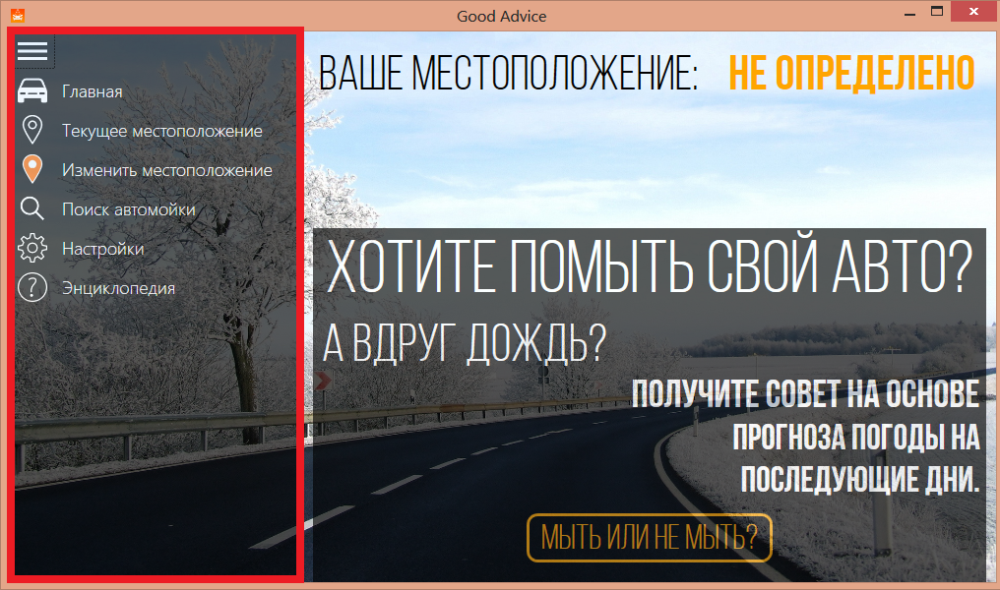 Good Advice
Главная
Текущее местоположение
Изменить местоположение
Поиск автомойки
Настройки
Энциклопедия
ВАШЕ МЕСТОПОЛОЖЕНИЕ: НЕ ОПРЕДЕЛЕНО
ХОТИТЕ ПОМЫТЬ СВОЙ АВТО?
А ВДРУГ ДОЖДЬ?
ПОЛУЧИТЕ СОВЕТ НА ОСНОВЕ
ПРОГНОЗА ПОГОДЫ НА
ПОСЛЕДУЮЩИЕ ДНИ.
МЫТЬ ИЛИ НЕ МЫТЬ?